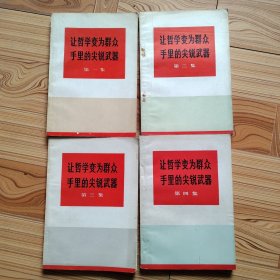 让哲学变为群众
手里的尖锐武器
第一集
让哲学变为群众
手里的尖锐武器
第二集
让哲学变为群众
手里的尖锐武器
第三集
让哲学变为群众
手里的尖锐武器
第四集